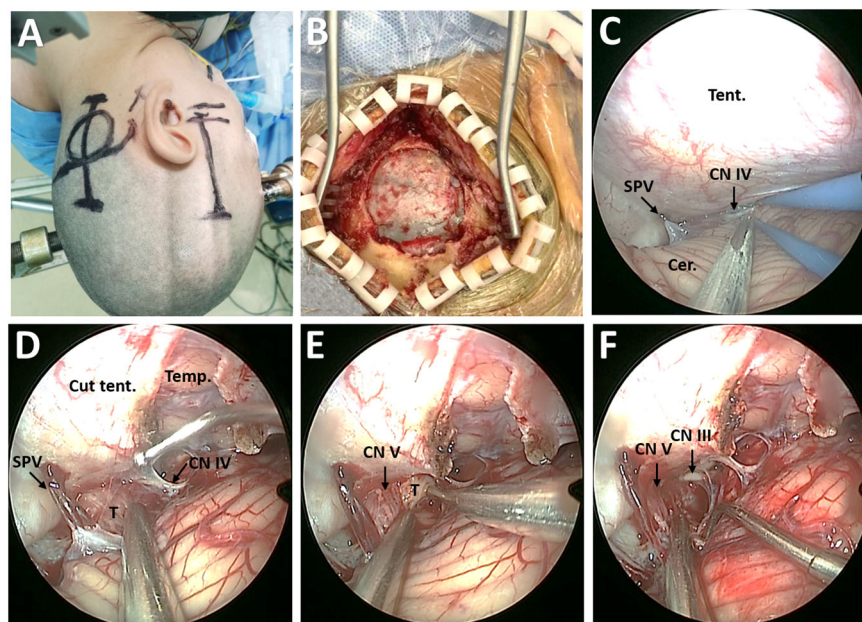 A
B
C
Tent.
CN IV
SPV
Cer.
D
Cut tent.
Temp.
SPV
CN IV
T
E
CN V
T
F
CN III
CN V